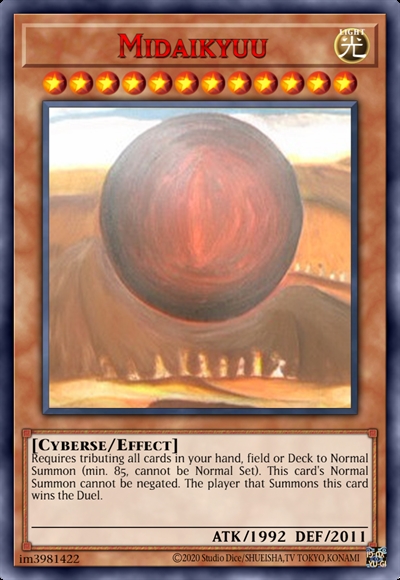 Midaikyuu
LIGHT
光
[Cyberse/Effect]
Requires tributing all cards in your hand, field or Deck to Normal
Summon (min. 85, cannot be Normal Set). This card's Normal
Summon cannot be negated. The player that Summons this card
wins the Duel.
ATK/1992 DEF/2011
im3981422
©2020 Studio Dice/SHUEISHA,TV TOKYO,KONAMI